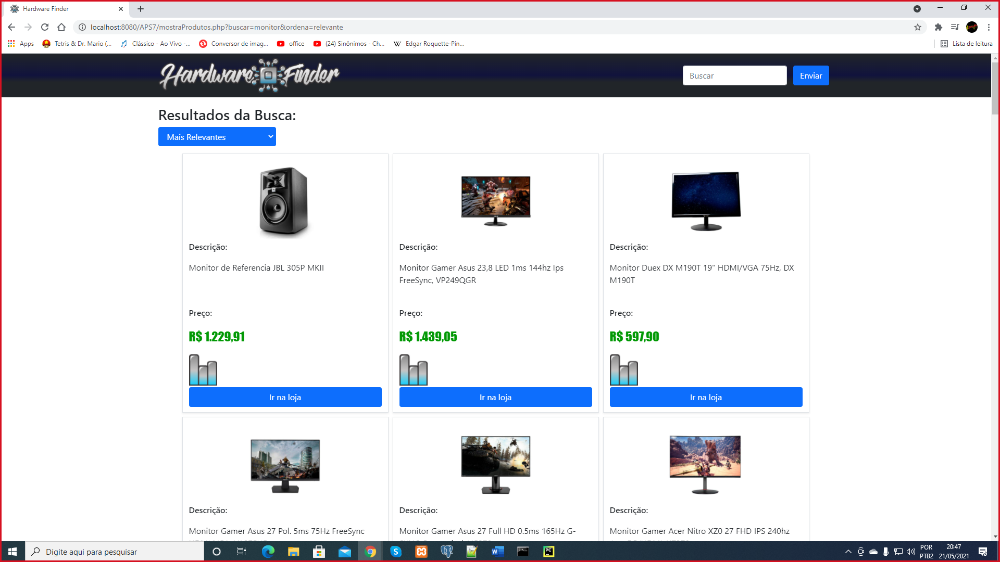 Hardware Finder
localhost:8080/APS7/mostraProdutos.php?buscar=monitor&ordena=relevante
Apps
Tetris & Dr. Mario (...
Clássico - Ao Vivo -...
Conversor de imag...
office
(24) Sinônimos - Ch...
Edgar Roquette-Pin...
Lista de leitura
Hardware Finder
Buscar
Enviar
Resultados da Busca:
Mais Relevantes
Descrição:
Monitor de Referencia JBL 305P MKII
Preço:
R$ 1.229,91
Ir na loja
Descrição:
Monitor Gamer Asus 23,8 LED 1ms 144hz Ips
FreeSync, VP249QGR
Preço:
R$ 1.439,05
Ir na loja
Descrição:
Monitor Duex DX M190T 19" HDMI/VGA 75Hz, DX
M190T
Preço:
R$ 597,90
Ir na loja
Descrição:
Monitor Gamer Asus 27 Pol. 5ms 75Hz FreeSync
Descrição:
Monitor Gamer Asus 27 Full HD 0.5ms 165Hz G-
Descrição:
Monitor Gamer Acer Nitro XZ0 27 FHD IPS 240hz
Digite aqui para pesquisar
POR
PTB2
20:47
21/05/2021